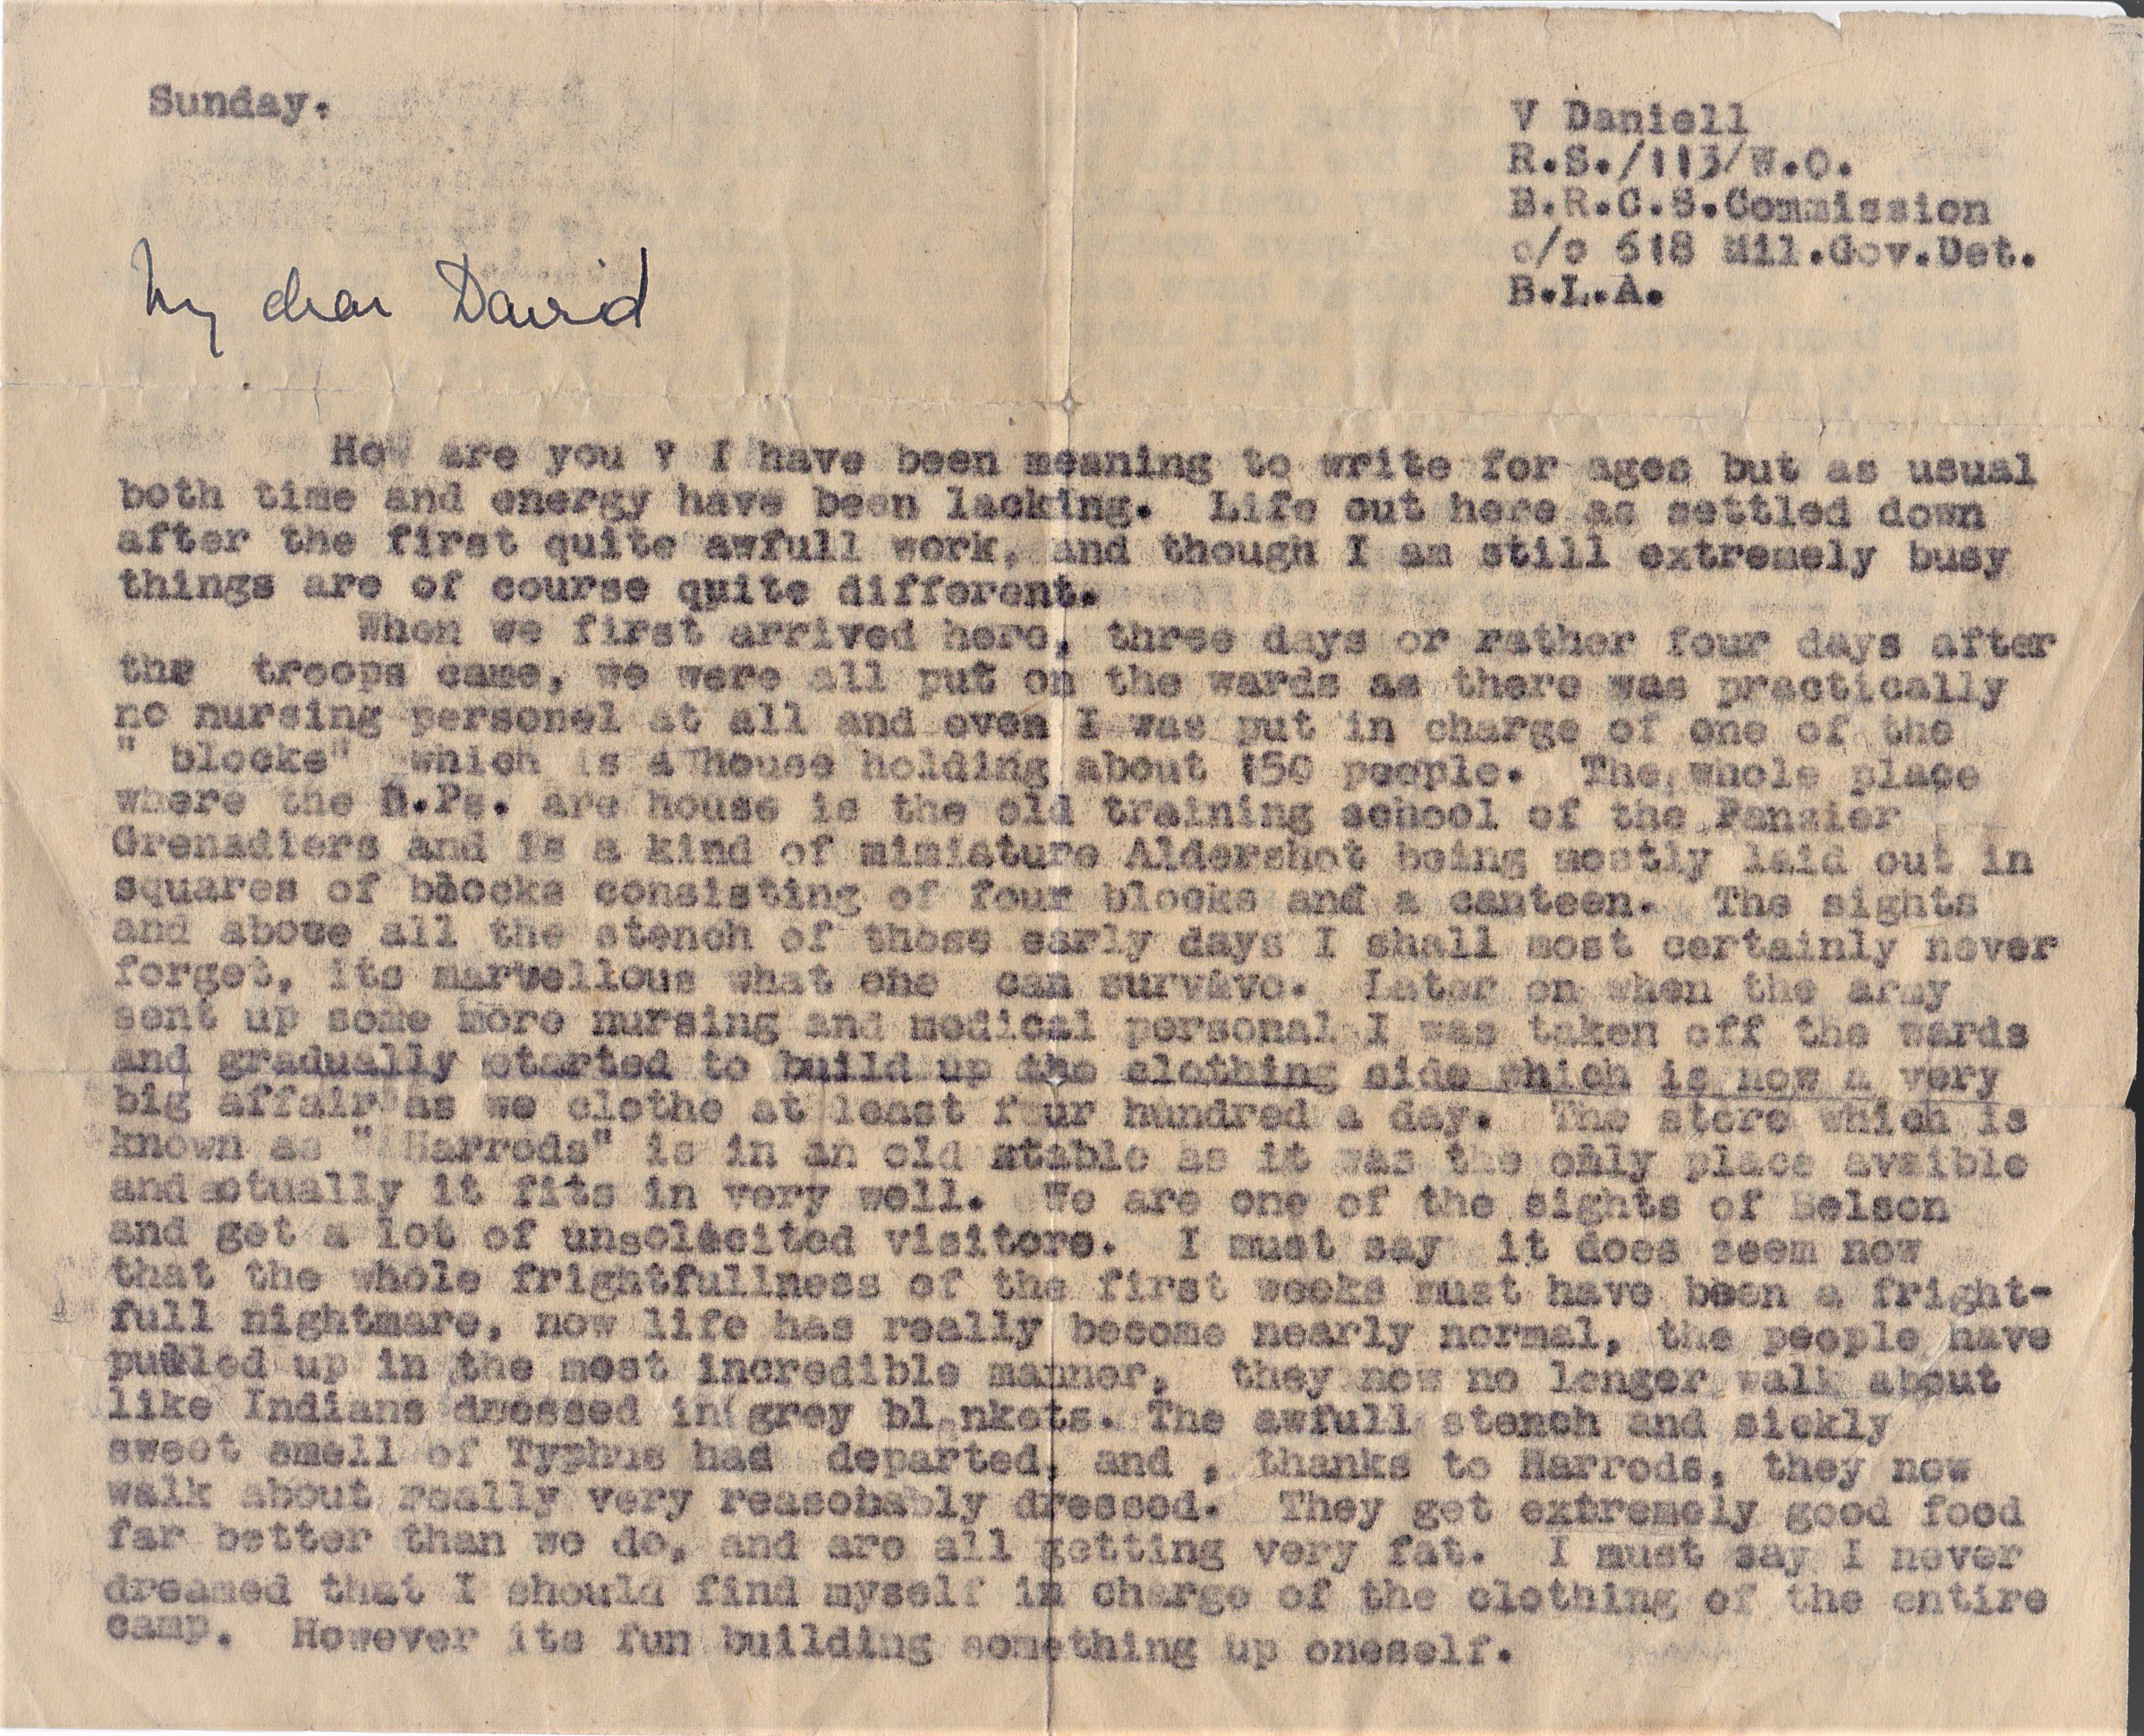 Sunday.
V Daniell
R.S./113/W.O.
B.R.C.S.Commission
c/o 618 Mil.Gov.Det.
B.L.A.
My dear David
How are you ? I have been meaning to write for ages but as usual
both time and energy have been lacking. Life out here as settled down
after the first quite awfull work, and though I am still extremely busy
things are of course quite different.
When we first arrived here, three days or rather four days after
the troops came, we were all put on the wards as there was practically
no nursing personel at all and even I was put in charge of one of the
" blocks" which is a house holding about 150 people. The whole place
where the D.Ps. are house is the old training school of the Panzier
Grenadiers and is a kind of miniature Aldershot being mostly laid out in
squares of blocks consisting of four blocks and a canteen. The sights
and above all the stench of those early days I shall most certainly never
forget, its marvellous what one can survive. Later on when the army
sent up some more nursing and medical personal I was taken off the wards
and gradually started to build up the clothing side which is now a very
big affair as we clothe at least four hundred a day. The store which is
known as " Harrods" is in an old stable as it was the only place avaible
and actually it fits in very well. We are one of the sights of Belson
and get a lot of unsolicited visitors. I must say it does seem now
that the whole frightfullness of the first weeks must have been a fright-
full nightmare, now life has really become nearly normal, the people have
pulled up in the most incredible manner, they now no longer walk about
like Indians dressed in grey blankets. The awfull stench and sickly
sweet smell of Typhus had departed, and , thanks to Harrods, they now
walk about really very reasonably dressed. They get extremely good food
far better than we do, and are all getting very fat. I must say I never
dreamed that I should find myself in charge of the clothing of the entire
camp. However its fun building something up oneself.